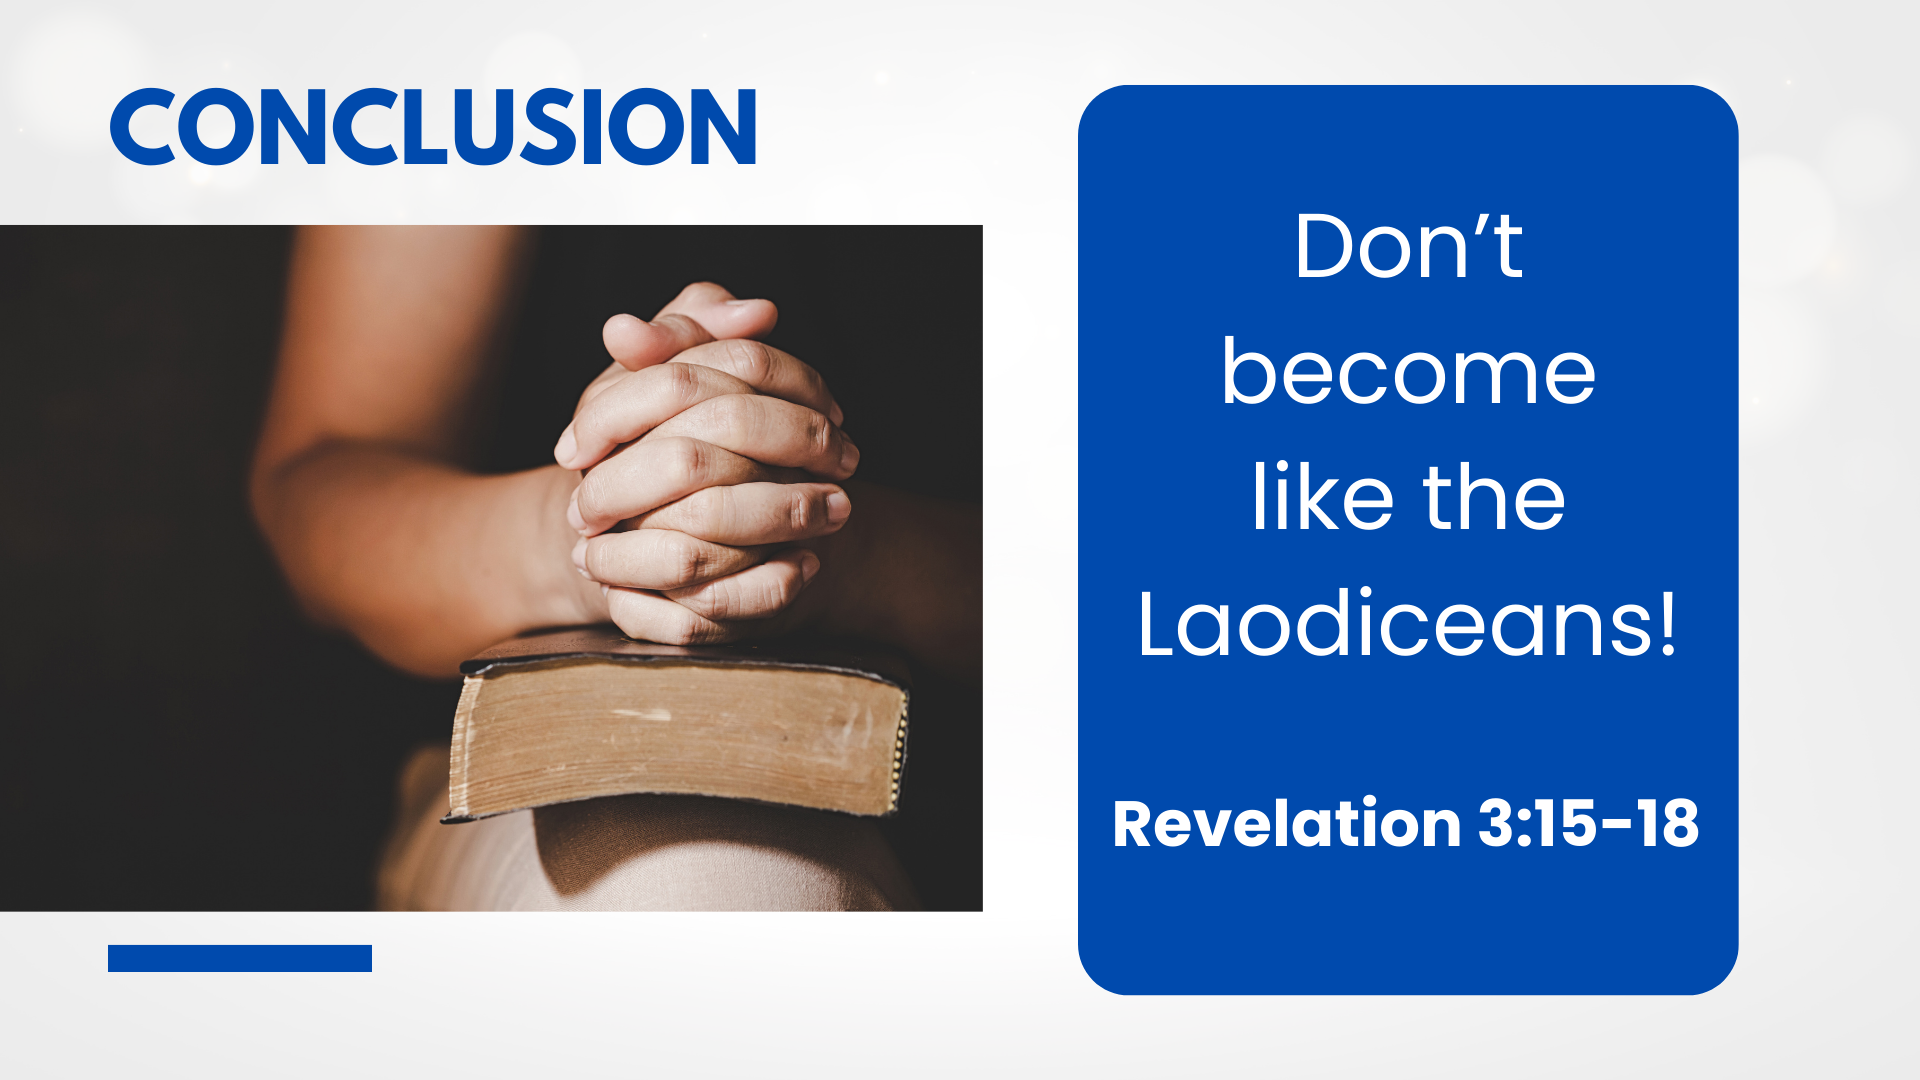 CONCLUSION
Don’t
become
like the
Laodiceans!
Revelation 3:15-18